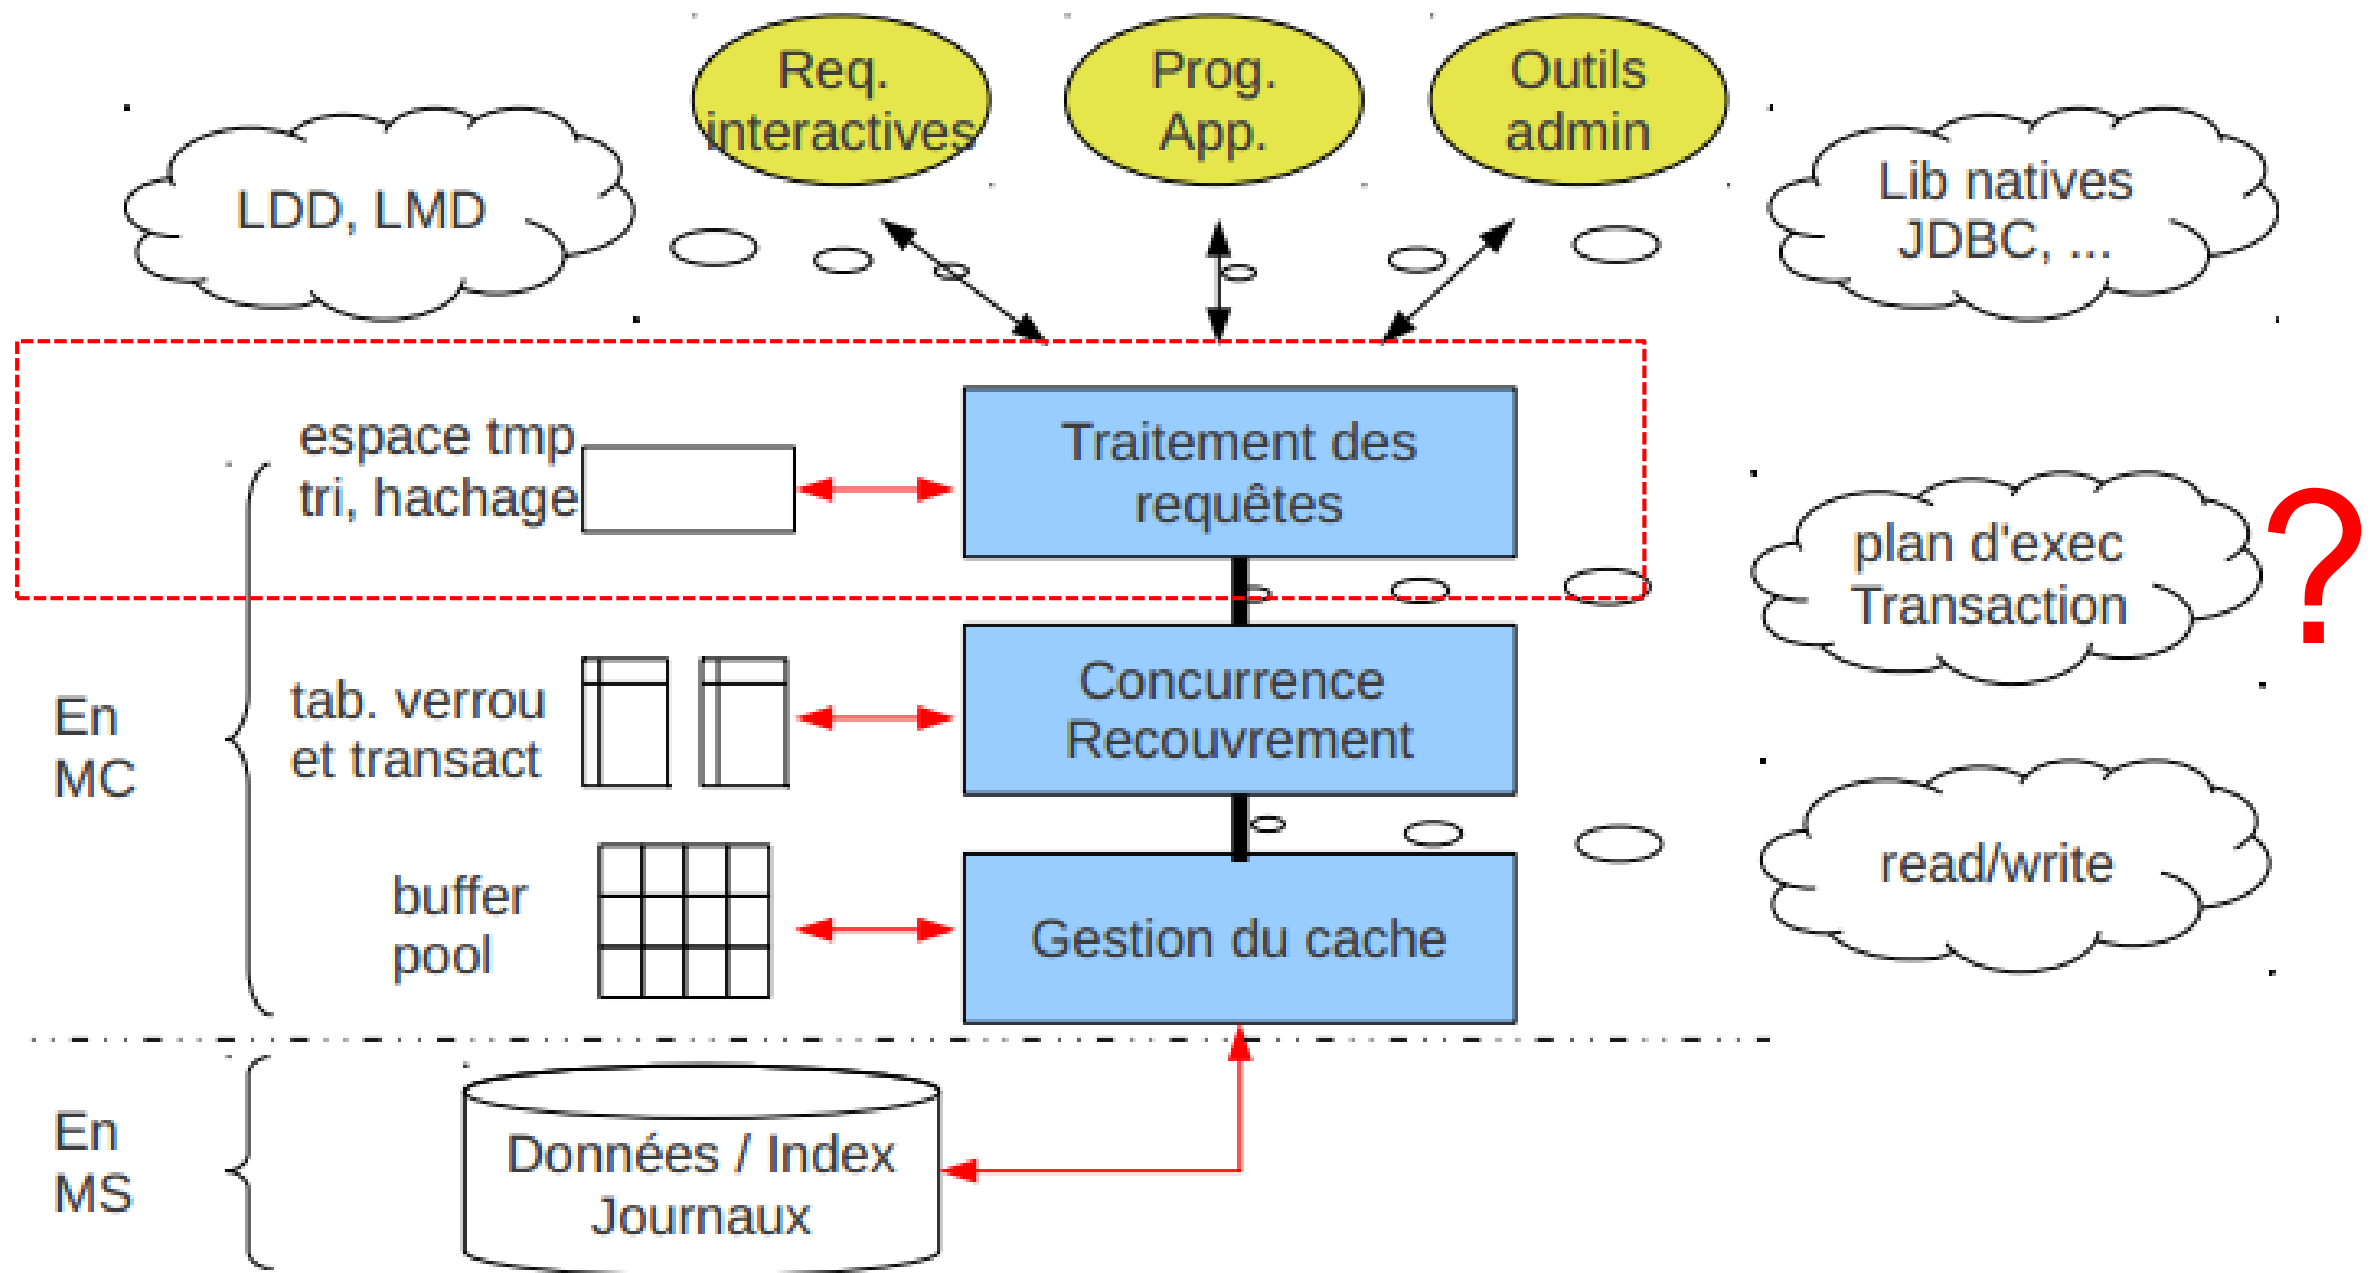 Req.
interactives
Prog.
App.
Outils
admin
LDD, LMD
Lib natives
JDBC, ...
espace tmp
tri, hachage
Traitement des
requêtes
plan d'exec
Transaction
?
En
MC
tab. verrou
et transact
Concurrence
Recouvrement
buffer
pool
Gestion du cache
read/write
En
MS
Données / Index
Journaux